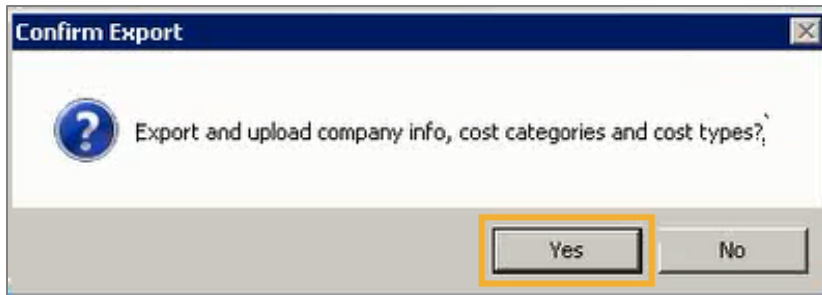 Confirm Export
Export and upload company info, cost categories and cost types?
Yes
No